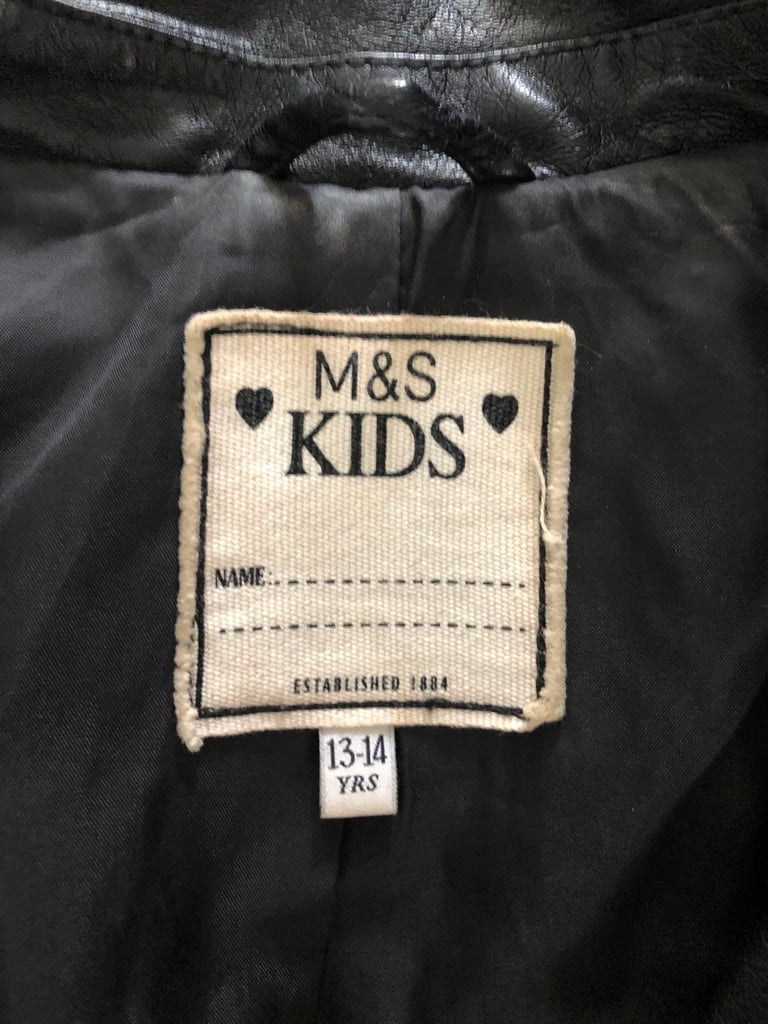 M&S
KIDS
NAME:
ESTABLISHED 1884
13-14
YRS